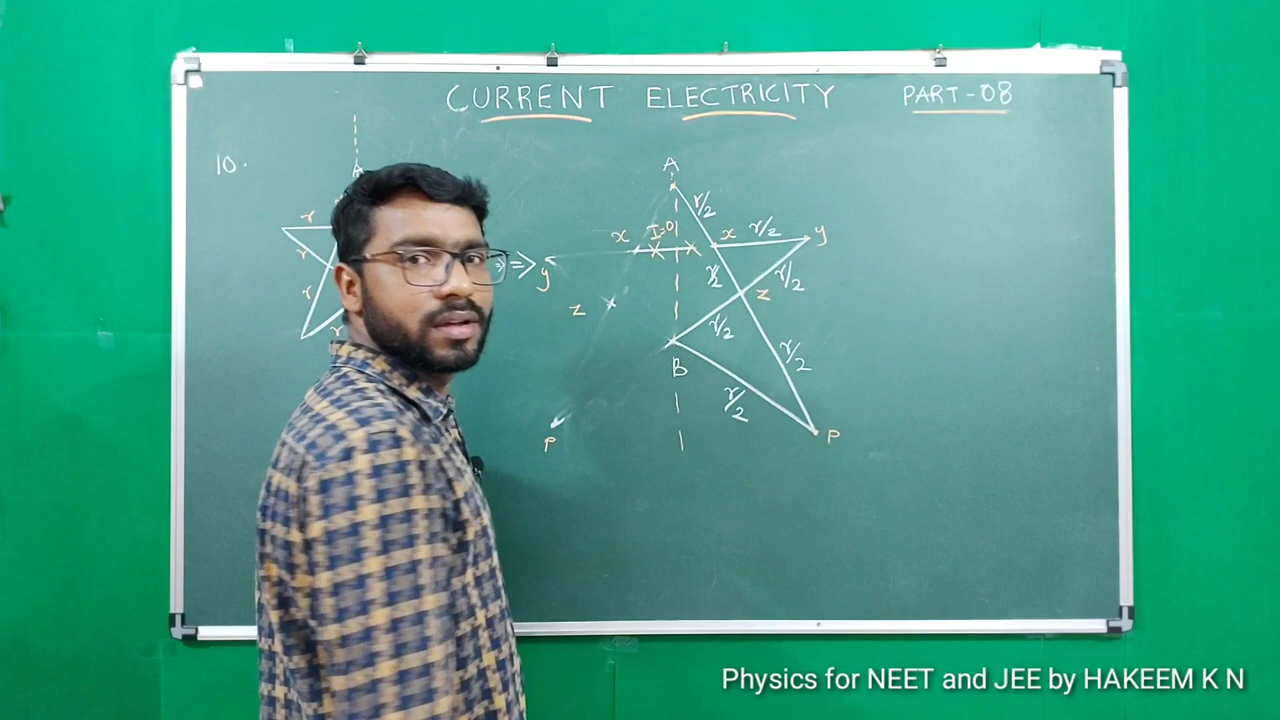 CURRENT ELECTRICITY PART-08
10.
A
r
r
r
r
⇒
A
r/2
x I=0 x r/2 y
y r/2 r/2
z z
r/2
B r/2
r/2
P P
Physics for NEET and JEE by HAKEEM K N